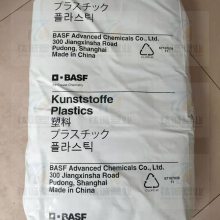 プラスチック
플라스틱
BASF Advanced Chemicals Co., Ltd.
300 Jiangxinsha Road
Pudong, Shanghai
Made in China
BASF
Kunststoffe
Plastics
塑料
プラスチック
플라스틱
BASF Advanced Chemicals Co., Ltd.
300 Jiangxinsha Road
Pudong, Shanghai
Made in China
BASF